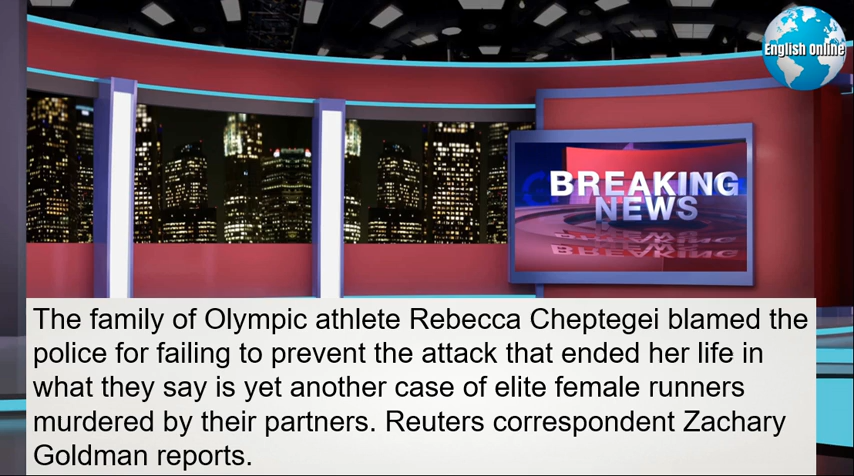 English Online
BREAKING
NEWS
The family of Olympic athlete Rebecca Cheptegei blamed the
police for failing to prevent the attack that ended her life in
what they say is yet another case of elite female runners
murdered by their partners. Reuters correspondent Zachary
Goldman reports.